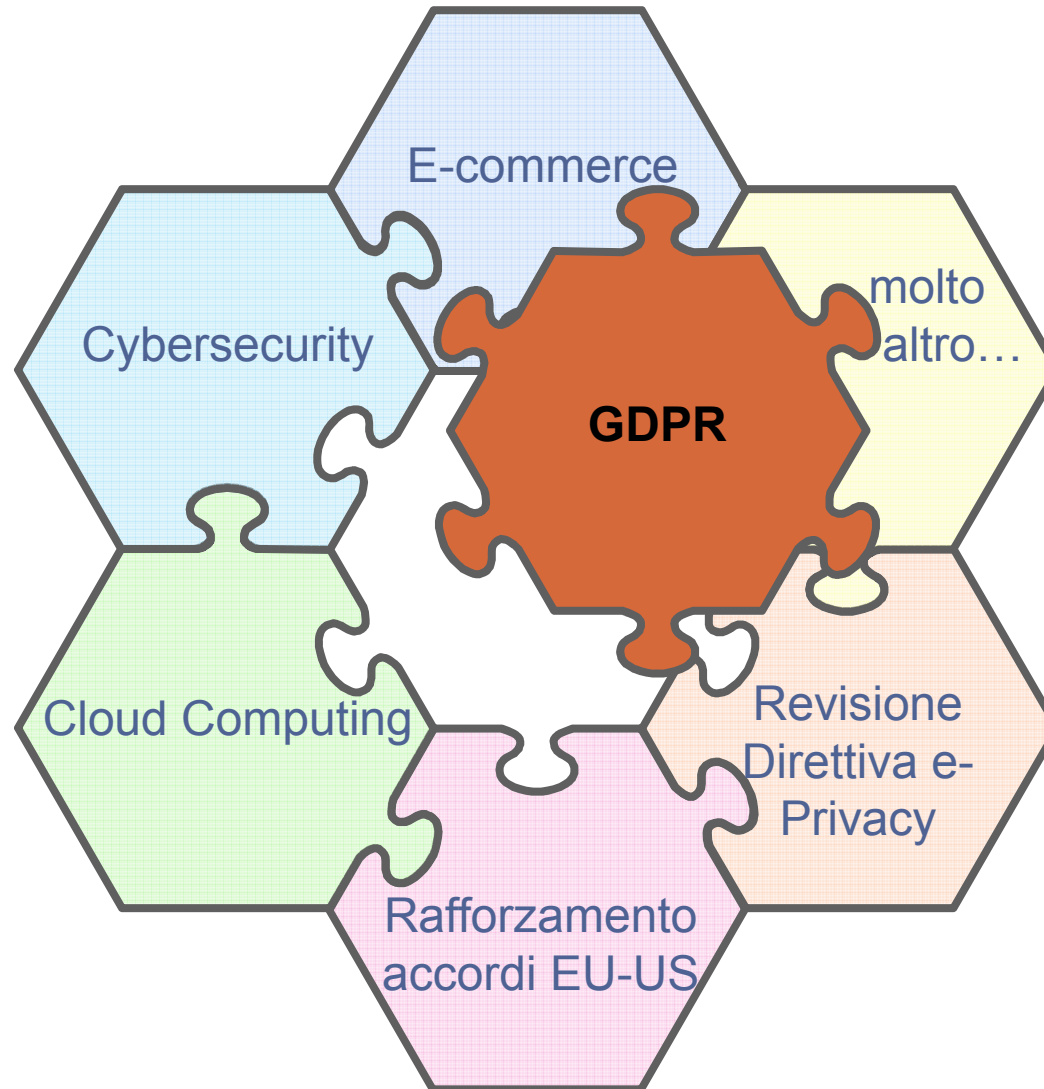 E-commerce
molto
altro…
Cybersecurity
GDPR
Cloud Computing
Revisione
Direttiva e-
Privacy
Rafforzamento
accordi EU-US